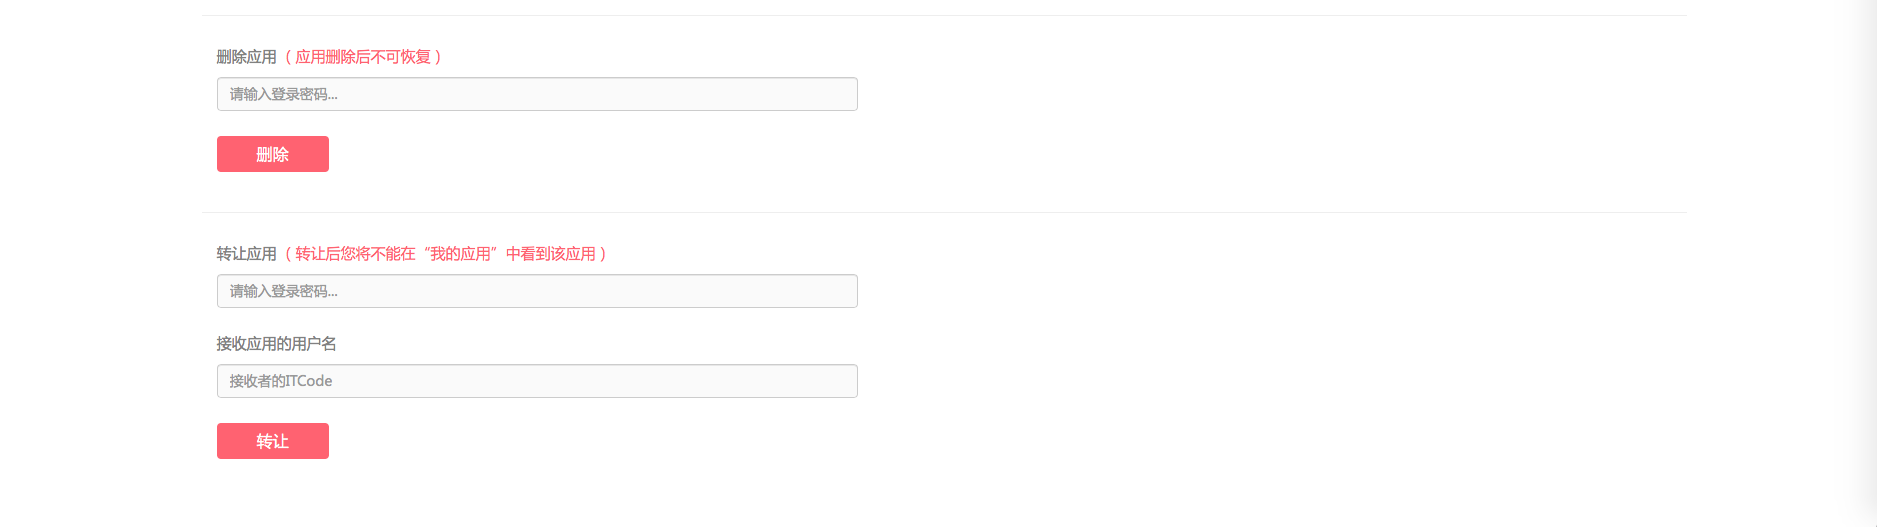 删除应用（应用删除后不可恢复）
请输入登录密码...
删除
转让应用（转让后您将不能在“我的应用”中看到该应用）
请输入登录密码...
接收应用的用户名
接收者的ITCode
转让